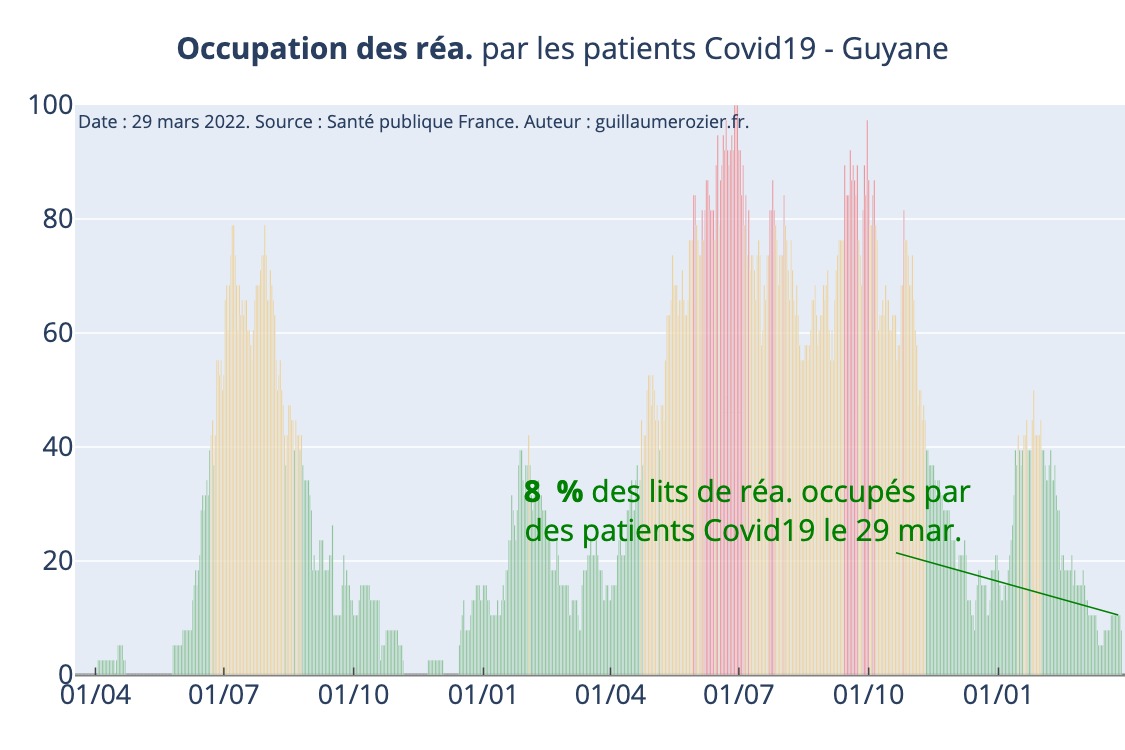 Occupation des réa. par les patients Covid19 - Guyane
100
Date : 29 mars 2022. Source : Santé publique France. Auteur : guillaumerozier.fr.
80
60
40
8 % des lits de réa. occupés par
des patients Covid19 le 29 mar.
20
0
01/04 01/07 01/10 01/01 01/04 01/07 01/10 01/01